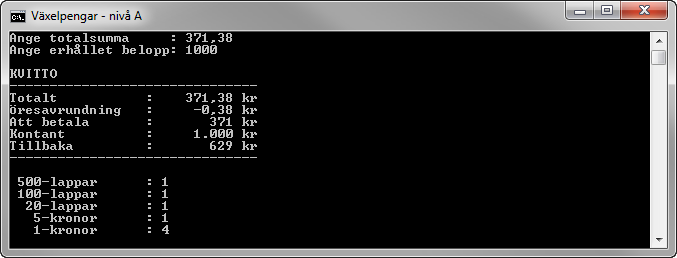 Växelpengar - nivå A
Ange totalsumma     : 371,38
Ange erhållet belopp: 1000
KVITTO
-------------------------------
Totalt           :    371,38 kr
Öresavrundning   :     -0,38 kr
Att betala       :       371 kr
Kontant          :     1.000 kr
Tillbaka         :       629 kr
-------------------------------
 500-lappar      : 1
 100-lappar      : 1
  20-lappar      : 1
   5-kronor      : 1
   1-kronor      : 4